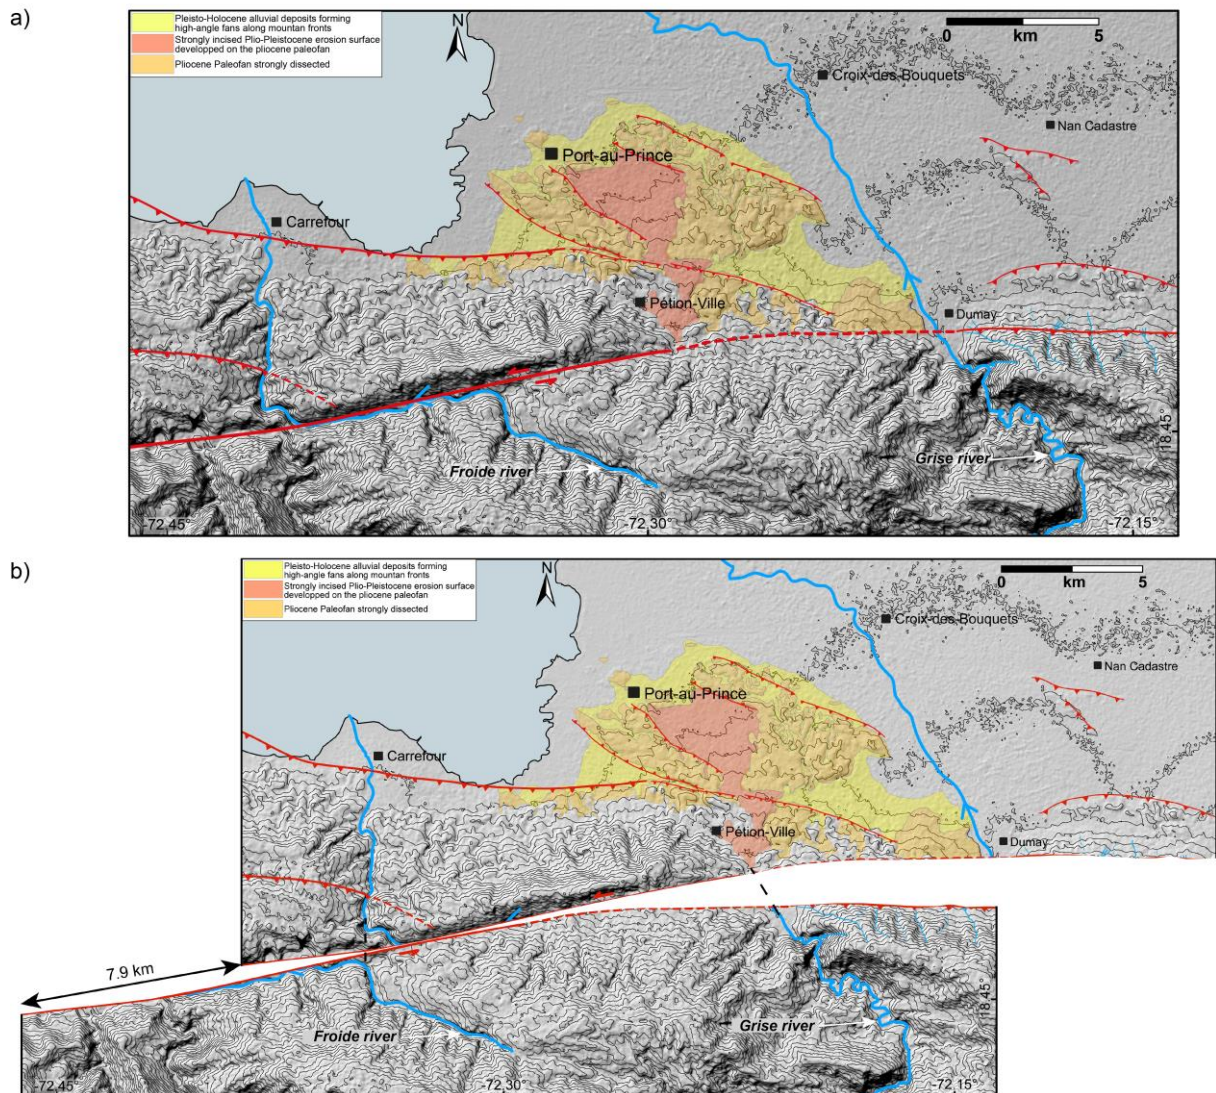 a)
Pleisto-Holocene alluvial deposits forming
high-angle fans along mountan fronts
Strongly incised Plio-Pleistocene erosion surface
developped on the pliocene paleofan
Pliocene Paleofan strongly dissected
N
0 km 5
Croix-des-Bouquets
Nan Cadastre
Port-au-Prince
Carrefour
Pétion-Ville
Dumay
18.45°
Froide river
Grise river
-72.45°
-72.30°
-72.15°
b)
Pleisto-Holocene alluvial deposits forming
high-angle fans along mountan fronts
Strongly incised Plio-Pleistocene erosion surface
developped on the pliocene paleofan
Pliocene Paleofan strongly dissected
N
0 km 5
Croix-des-Bouquets
Nan Cadastre
Port-au-Prince
Carrefour
Pétion-Ville
Dumay
7.9 km
18.45°
Froide river
Grise river
-72.45°
-72.30°
-72.15°